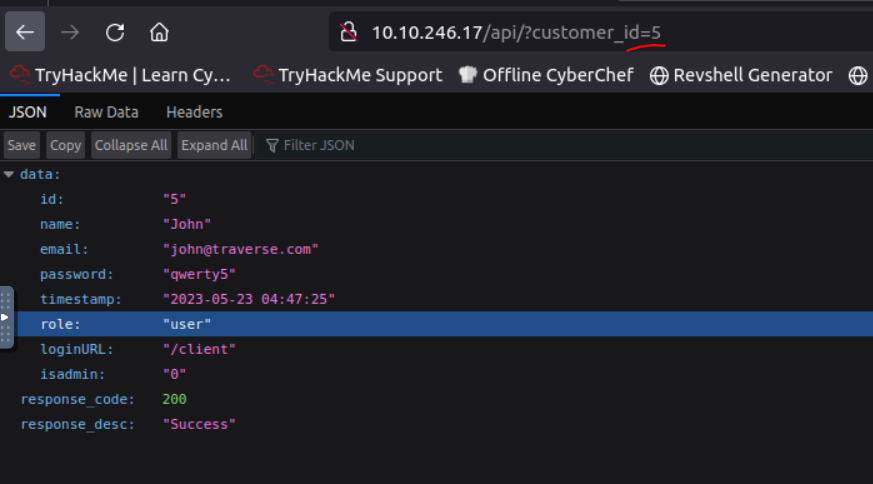 10.10.246.17/api/?customer_id=5
TryHackMe | Learn Cy... TryHackMe Support Offline CyberChef Revshell Generator
JSON Raw Data Headers
Save Copy Collapse All Expand All Filter JSON
data:
id: "5"
name: "John"
email: "john@traverse.com"
password: "qwerty5"
timestamp: "2023-05-23 04:47:25"
role: "user"
loginURL: "/client"
isadmin: "0"
response_code: 200
response_desc: "Success"